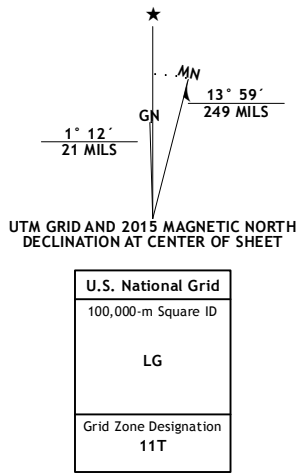 ★
MN
13° 59´
249 MILS
GN
1° 12´
21 MILS
UTM GRID AND 2015 MAGNETIC NORTH
DECLINATION AT CENTER OF SHEET
U.S. National Grid
100,000-m Square ID
LG
Grid Zone Designation
11T